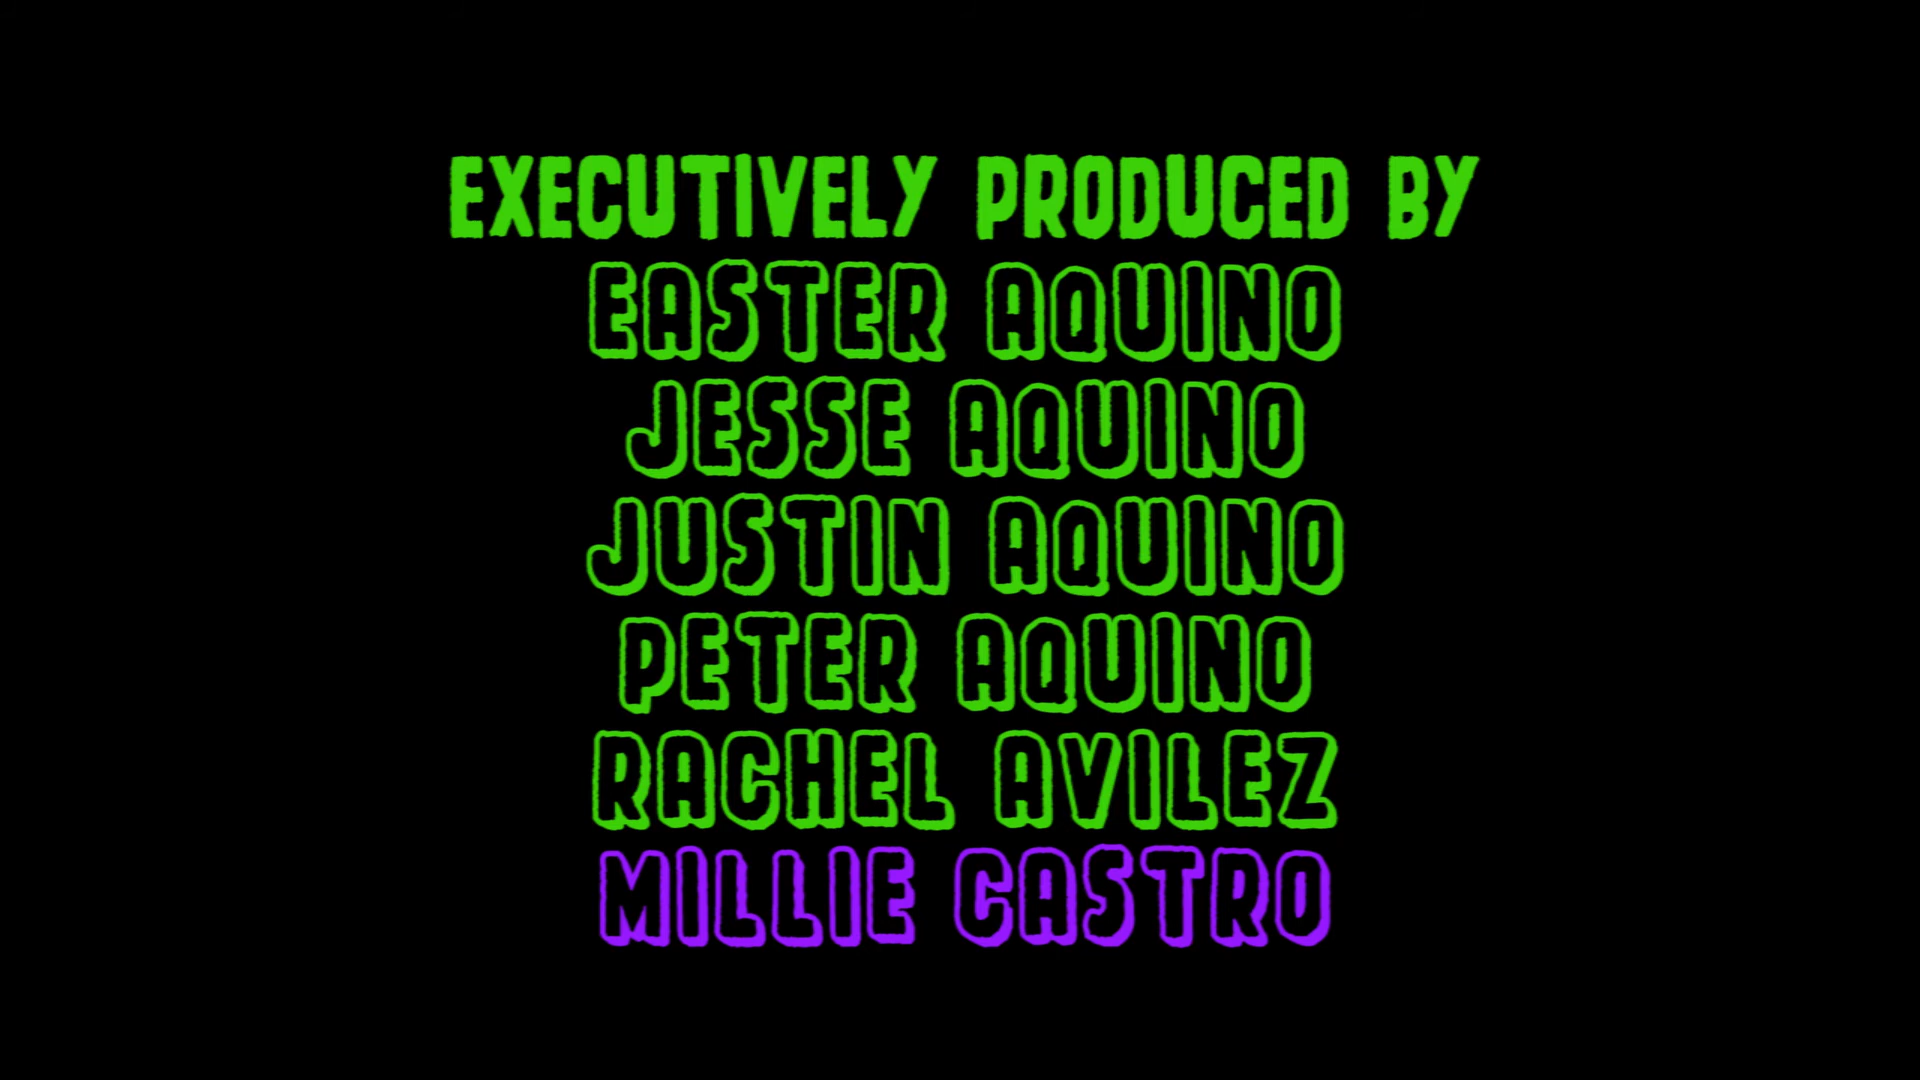 EXECUTIVELY PRODUCED BY
EASTER AQUINO
JESSE AQUINO
JUSTIN AQUINO
PETER AQUINO
RACHEL AVILEZ
MILLIE CASTRO